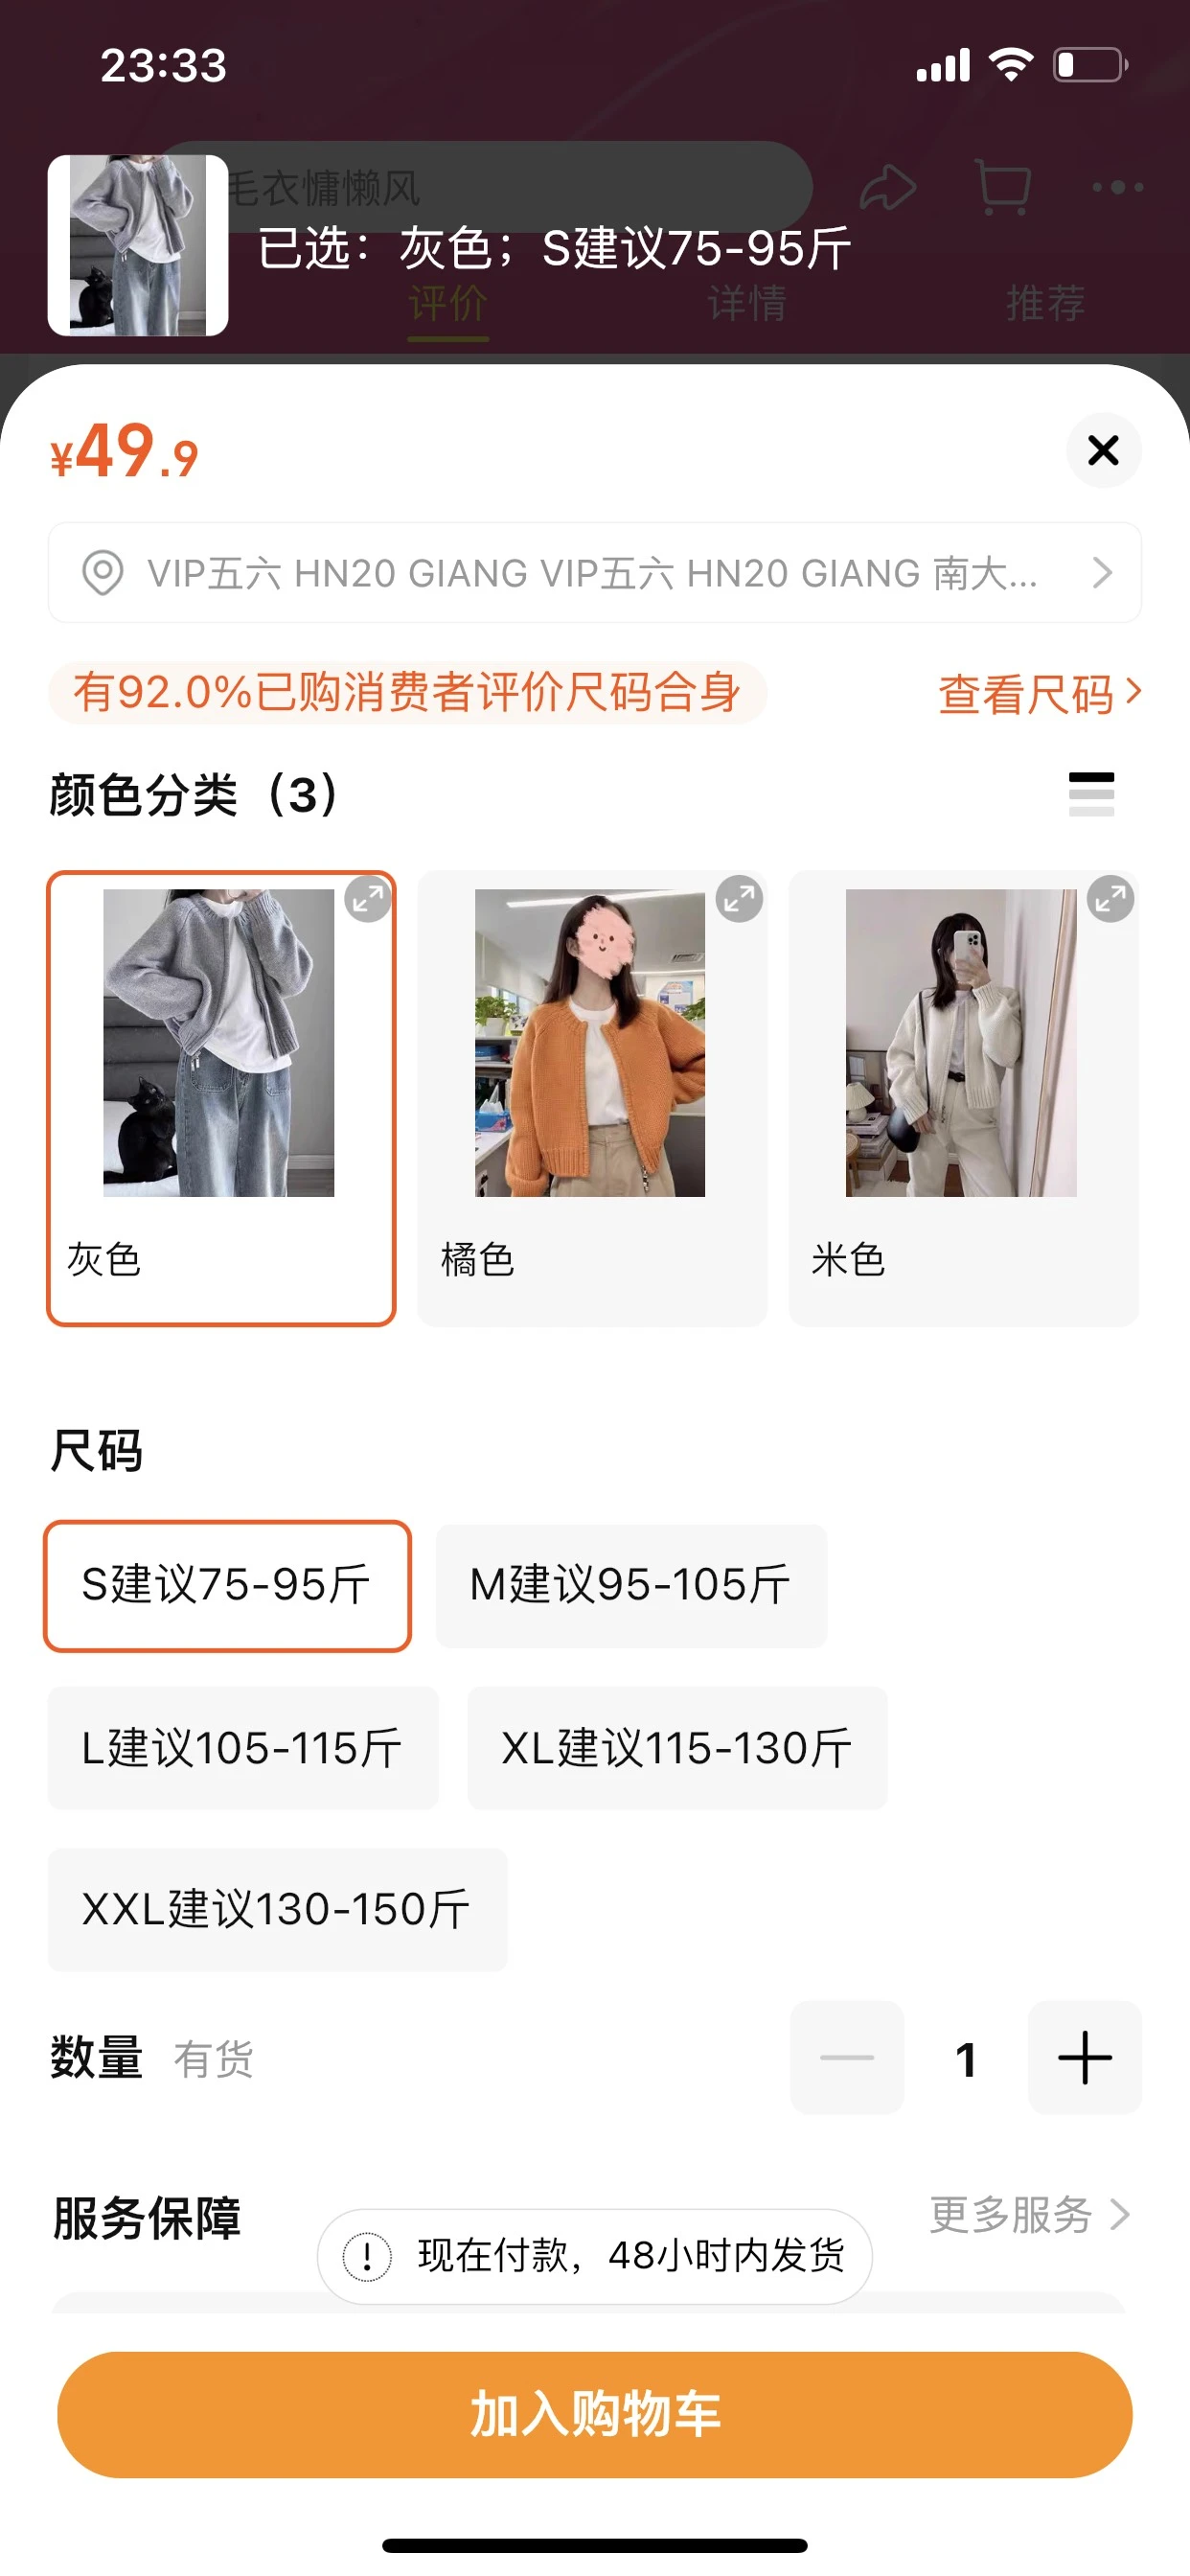 23:33
毛衣慵懒风
已选：灰色；S建议75-95斤
评价
详情
推荐
¥49.9
VIP五六 HN20 GIANG VIP五六 HN20 GIANG 南大...
有92.0%已购消费者评价尺码合身
查看尺码
颜色分类（3）
灰色
橘色
米色
尺码
S建议75-95斤
M建议95-105斤
L建议105-115斤
XL建议115-130斤
XXL建议130-150斤
数量 有货
1
服务保障
更多服务
现在付款，48小时内发货
加入购物车